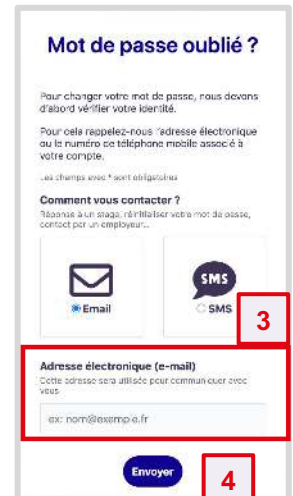 Mot de passe oublié ?
Pour changer votre mot de passe, nous devons
d'abord vérifier votre identité.
Pour cela rappelez-nous l'adresse électronique
ou le numéro de téléphone mobile associé à
votre compte.
Les champs avec * sont obligatoires
Comment vous contacter ?
Réponse à un stage, réinitialiser votre mot de passe,
contact par un employeur...
SMS
Email
SMS
3
Adresse électronique (e-mail)
Cette adresse sera utilisée pour communiquer avec
vous
ex: nom@exemple.fr
Envoyer
4